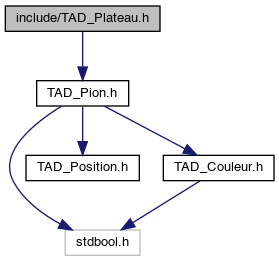 include/TAD_Plateau.h
TAD_Pion.h
TAD_Position.h
TAD_Couleur.h
stdbool.h